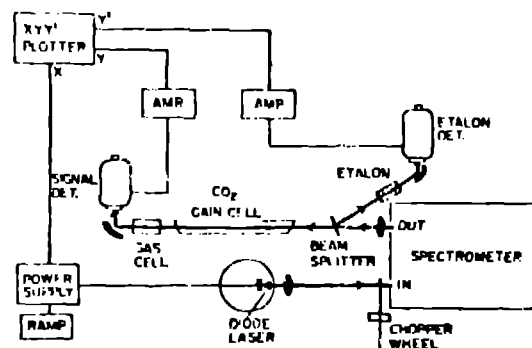 Y'
XYY'
PLOTTER
Y
X
AMP
AMP
ETALON
DET.
SIGNAL
DET.
CO2
GAIN CELL
ETALON
GAS
CELL
BEAM
SPLITTER
OUT
SPECTROMETER
IN
POWER
SUPPLY
RAMP
DIODE
LASER
CHOPPER
WHEEL